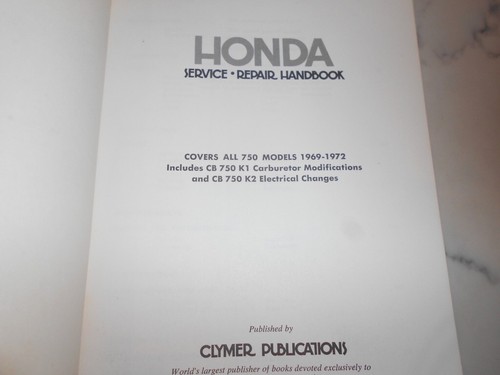 HONDA
SERVICE • REPAIR HANDBOOK
COVERS ALL 750 MODELS 1969-1972
Includes CB 750 K1 Carburetor Modifications
and CB 750 K2 Electrical Changes
Published by
CLYMER PUBLICATIONS
World's largest publisher of books devoted exclusively to